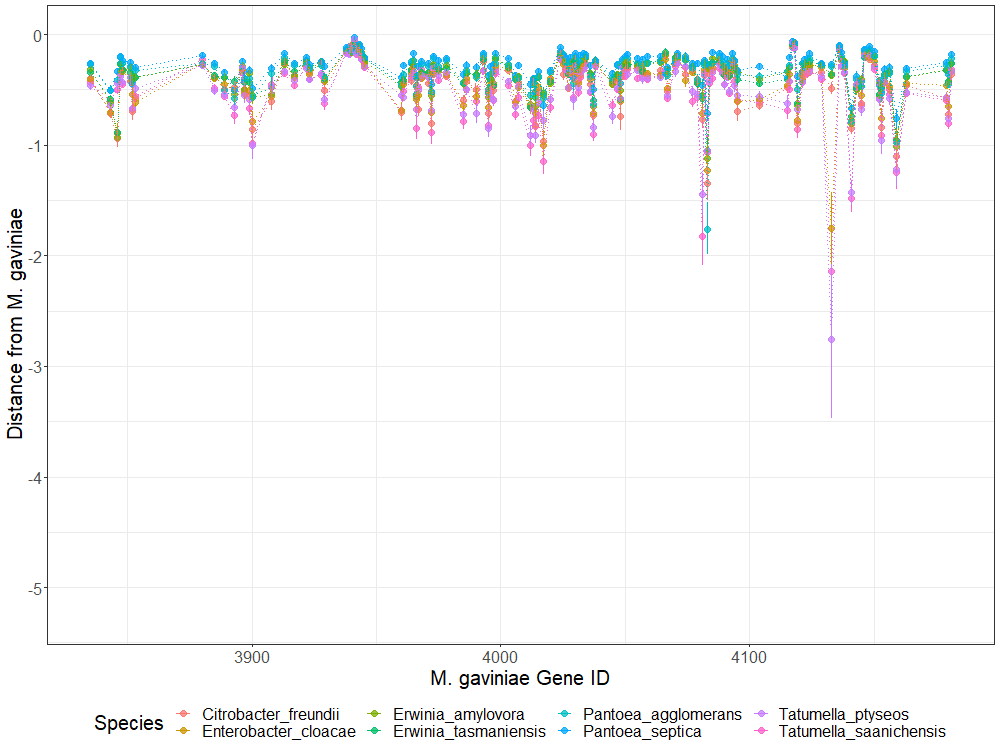 0
-1
-2
-3
-4
-5
Distance from M. gaviniae
3900 4000 4100
M. gaviniae Gene ID
Species
Citrobacter_freundii Erwinia_amylovora Pantoea_agglomerans Tatumella_ptyseos
Enterobacter_cloacae Erwinia_tasmaniensis Pantoea_septica Tatumella_saanichensis